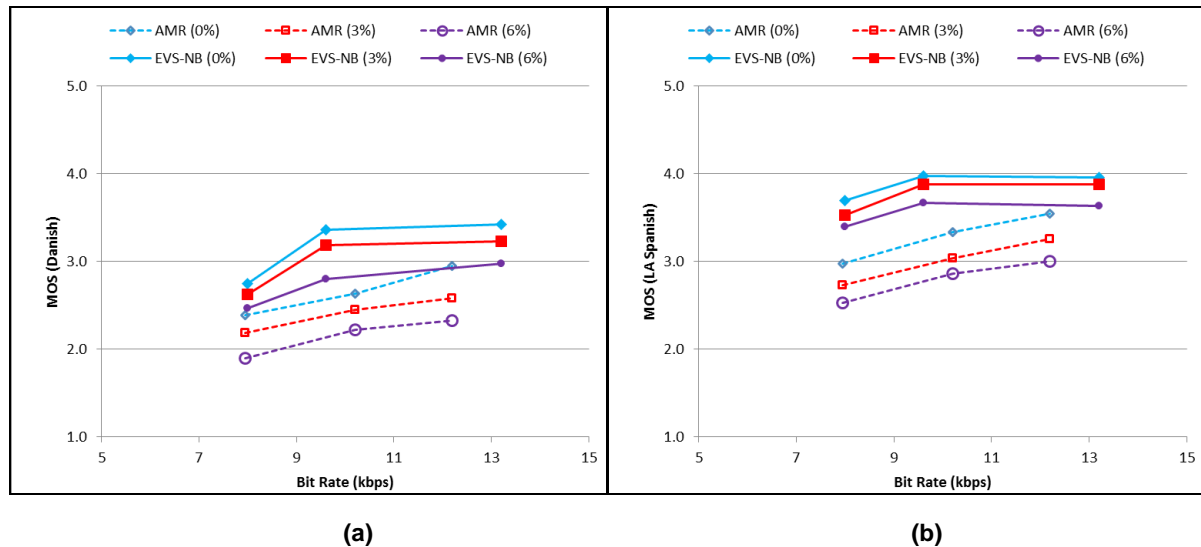 AMR (0%) AMR (3%) AMR (6%)
EVS-NB (0%) EVS-NB (3%) EVS-NB (6%)
5.0
4.0
3.0
2.0
1.0
MOS (Danish)
5 7 9 11 13 15
Bit Rate (kbps)
(a)
AMR (0%) AMR (3%) AMR (6%)
EVS-NB (0%) EVS-NB (3%) EVS-NB (6%)
5.0
4.0
3.0
2.0
1.0
MOS (LA Spanish)
5 7 9 11 13 15
Bit Rate (kbps)
(b)